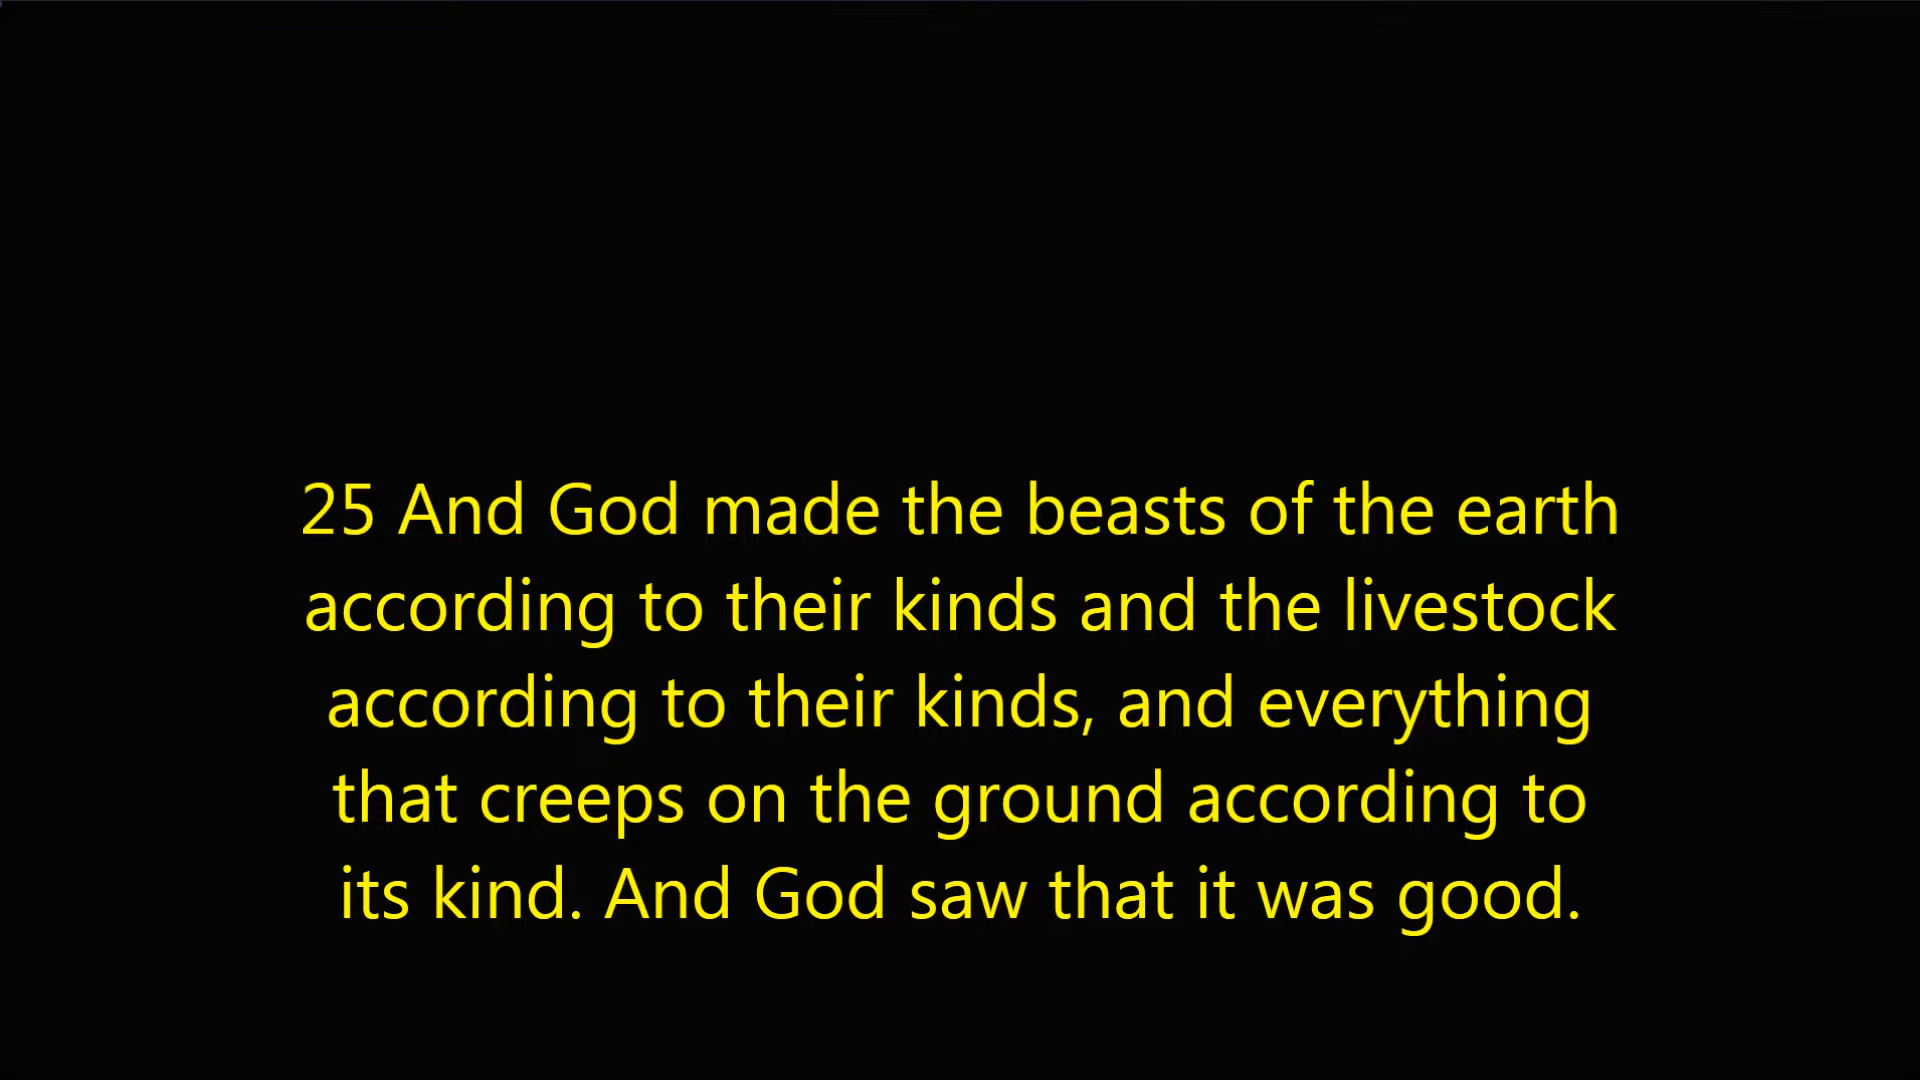 25 And God made the beasts of the earth
according to their kinds and the livestock
according to their kinds, and everything
that creeps on the ground according to
its kind. And God saw that it was good.